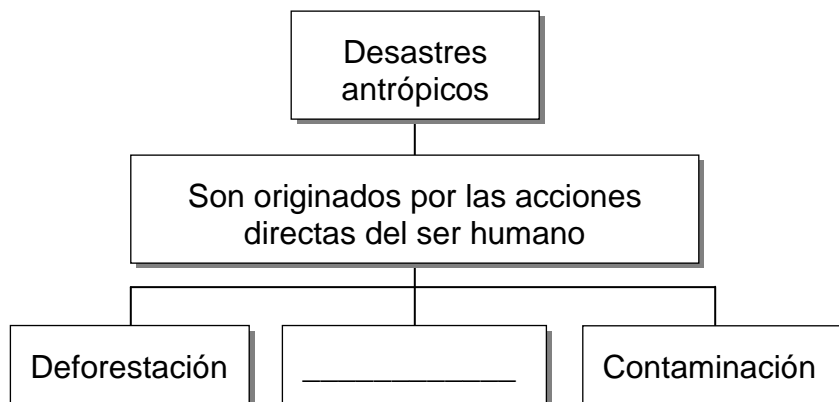 Desastres
antrópicos
Son originados por las acciones
directas del ser humano
Deforestación
____________
Contaminación